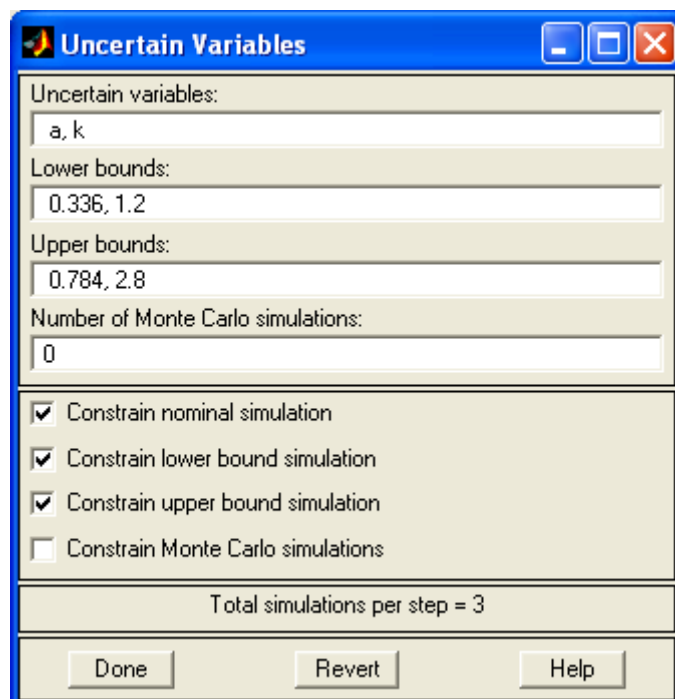 Uncertain Variables
Uncertain variables:
a, k
Lower bounds:
0.336, 1.2
Upper bounds:
0.784, 2.8
Number of Monte Carlo simulations:
0
Constrain nominal simulation
Constrain lower bound simulation
Constrain upper bound simulation
Constrain Monte Carlo simulations
Total simulations per step = 3
Done Revert Help